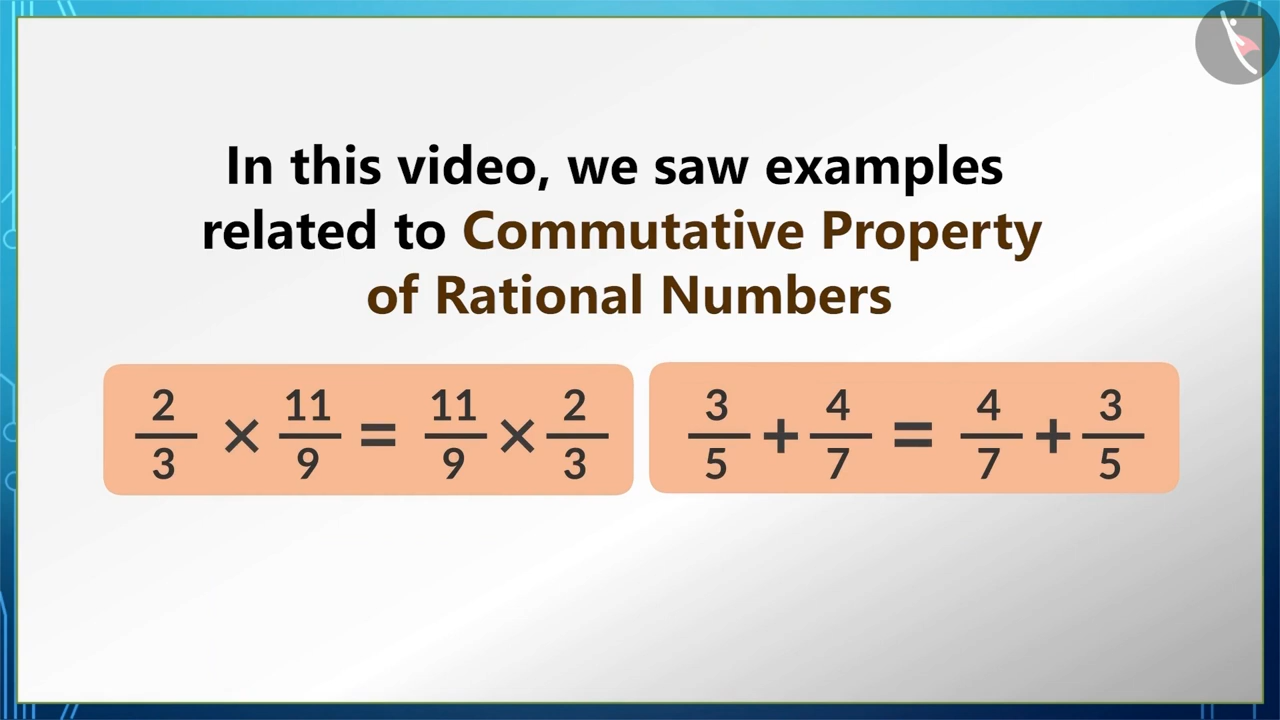 In this video, we saw examples
related to Commutative Property
of Rational Numbers
2/3 × 11/9 = 11/9 × 2/3
3/5 + 4/7 = 4/7 + 3/5